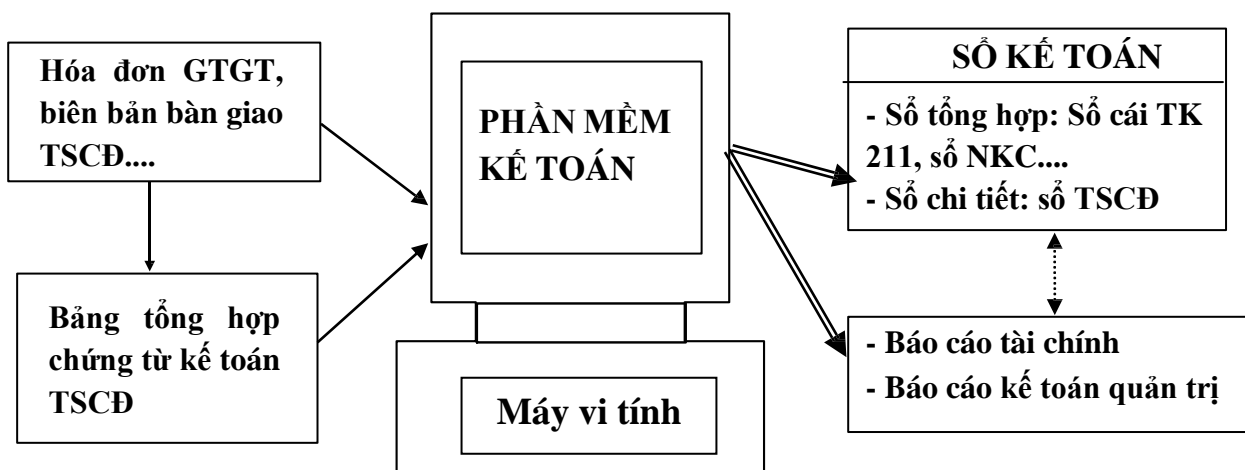 Hóa đơn GTGT,
biên bản bàn giao
TSCĐ....
Bảng tổng hợp
chứng từ kế toán
TSCĐ
PHẦN MỀM
KẾ TOÁN
Máy vi tính
SỔ KẾ TOÁN
- Sổ tổng hợp: Sổ cái TK
211, sổ NKC....
- Sổ chi tiết: sổ TSCĐ
- Báo cáo tài chính
- Báo cáo kế toán quản trị